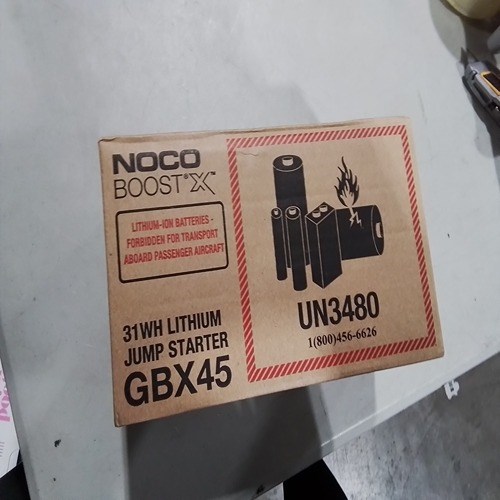 NOCO
BOOST® X™
LITHIUM-ION BATTERIES -
FORBIDDEN FOR TRANSPORT
ABOARD PASSENGER AIRCRAFT
31WH LITHIUM
JUMP STARTER
GBX45
UN3480
1(800)456-6626